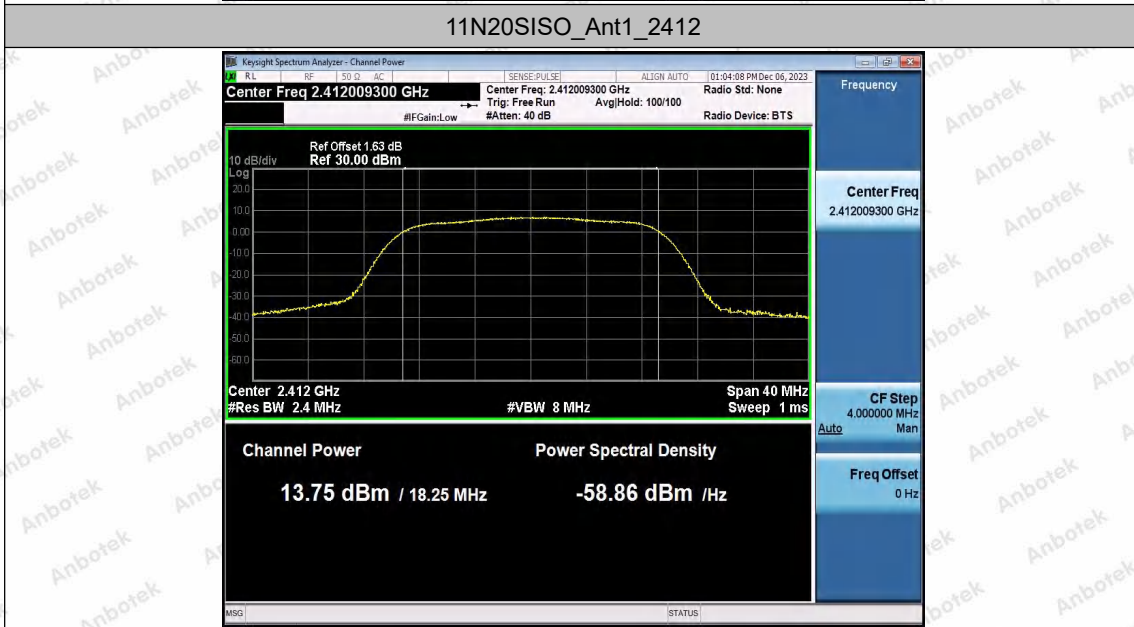 11N20SISO_Ant1_2412
Keysight Spectrum Analyzer - Channel Power
LXI RL RF 50 Ω AC SENSE:PULSE ALIGN AUTO 01:04:08 PM Dec 06, 2023
Center Freq 2.412009300 GHz
Center Freq: 2.412009300 GHz Radio Std: None
Trig: Free Run Avg|Hold: 100/100
#IFGain:Low #Atten: 40 dB Radio Device: BTS
Ref Offset 1.63 dB
10 dB/div Ref 30.00 dBm
Log
20.0
10.0
0.00
-10.0
-20.0
-30.0
-40.0
-50.0
-60.0
Center 2.412 GHz Span 40 MHz
#Res BW 2.4 MHz #VBW 8 MHz Sweep 1 ms
Channel Power Power Spectral Density
13.75 dBm / 18.25 MHz -58.86 dBm /Hz
MSG STATUS
Frequency
Center Freq
2.412009300 GHz
CF Step
4.000000 MHz
Auto Man
Freq Offset
0 Hz
Anbotek